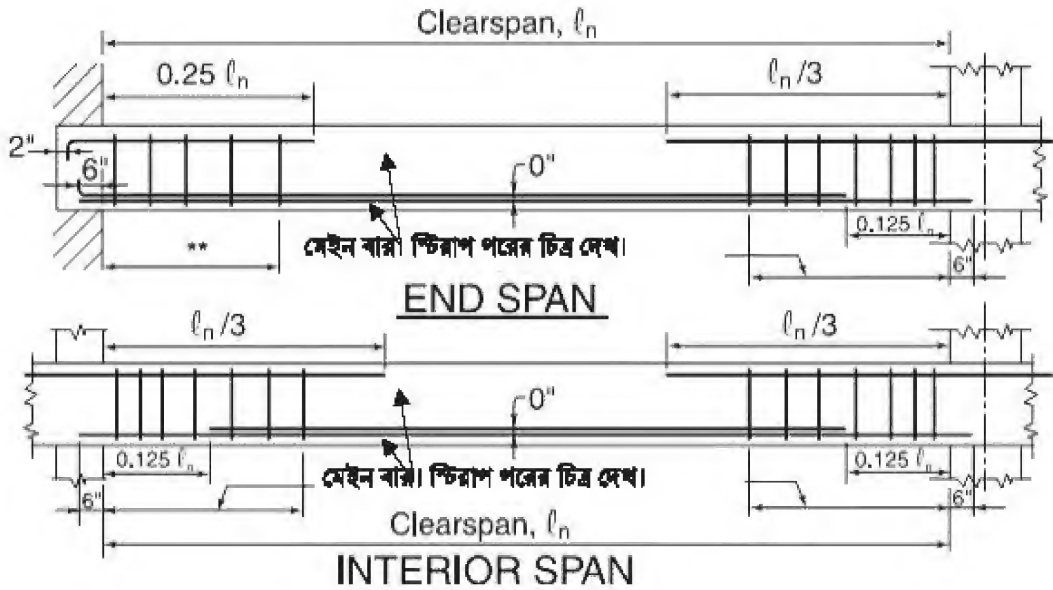 Clearspan, ℓn
0.25 ℓn
ℓn/3
2"
6"
0"
**
মেইন বার। স্টিরাপ পরের চিত্র দেখ।
0.125 ℓn
6"
END SPAN
ℓn/3
ℓn/3
0"
0.125 ℓn
মেইন বার। স্টিরাপ পরের চিত্র দেখ।
0.125 ℓn
6"
6"
Clearspan, ℓn
INTERIOR SPAN